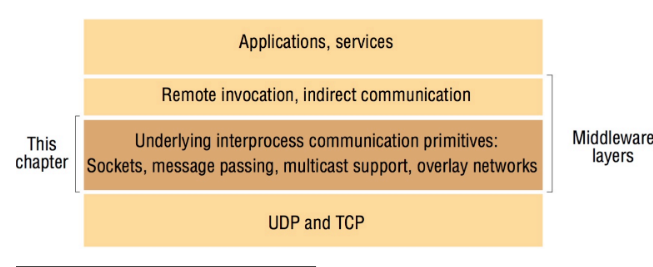 Applications, services
Remote invocation, indirect communication
This
chapter
Underlying interprocess communication primitives:
Sockets, message passing, multicast support, overlay networks
Middleware
layers
UDP and TCP